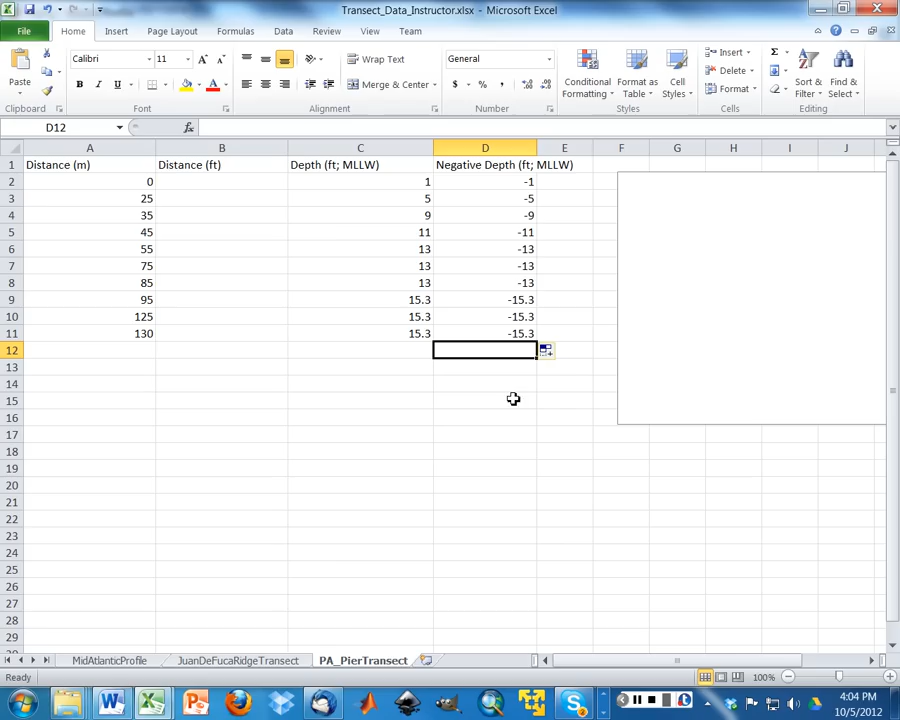 Transect_Data_Instructor.xlsx - Microsoft Excel
File Home Insert Page Layout Formulas Data Review View Team
Paste
Calibri 11
B I U
Wrap Text
Merge & Center
General
$ % ,
Conditional Formatting
Format as Table
Cell Styles
Insert
Delete
Format
Sort & Filter
Find & Select
Clipboard Font Alignment Number Styles Cells Editing
D12 fx
A B C D E F G H I J
1 Distance (m) Distance (ft) Depth (ft; MLLW) Negative Depth (ft; MLLW)
2 0 1 -1
3 25 5 -5
4 35 9 -9
5 45 11 -11
6 55 13 -13
7 75 13 -13
8 85 13 -13
9 95 15.3 -15.3
10 125 15.3 -15.3
11 130 15.3 -15.3
12
13
14
15
16
17
18
19
20
21
22
23
24
25
26
27
28
29
MidAtlanticProfile JuanDeFucaRidgeTransect PA_PierTransect
Ready 100%
4:04 PM
10/5/2012